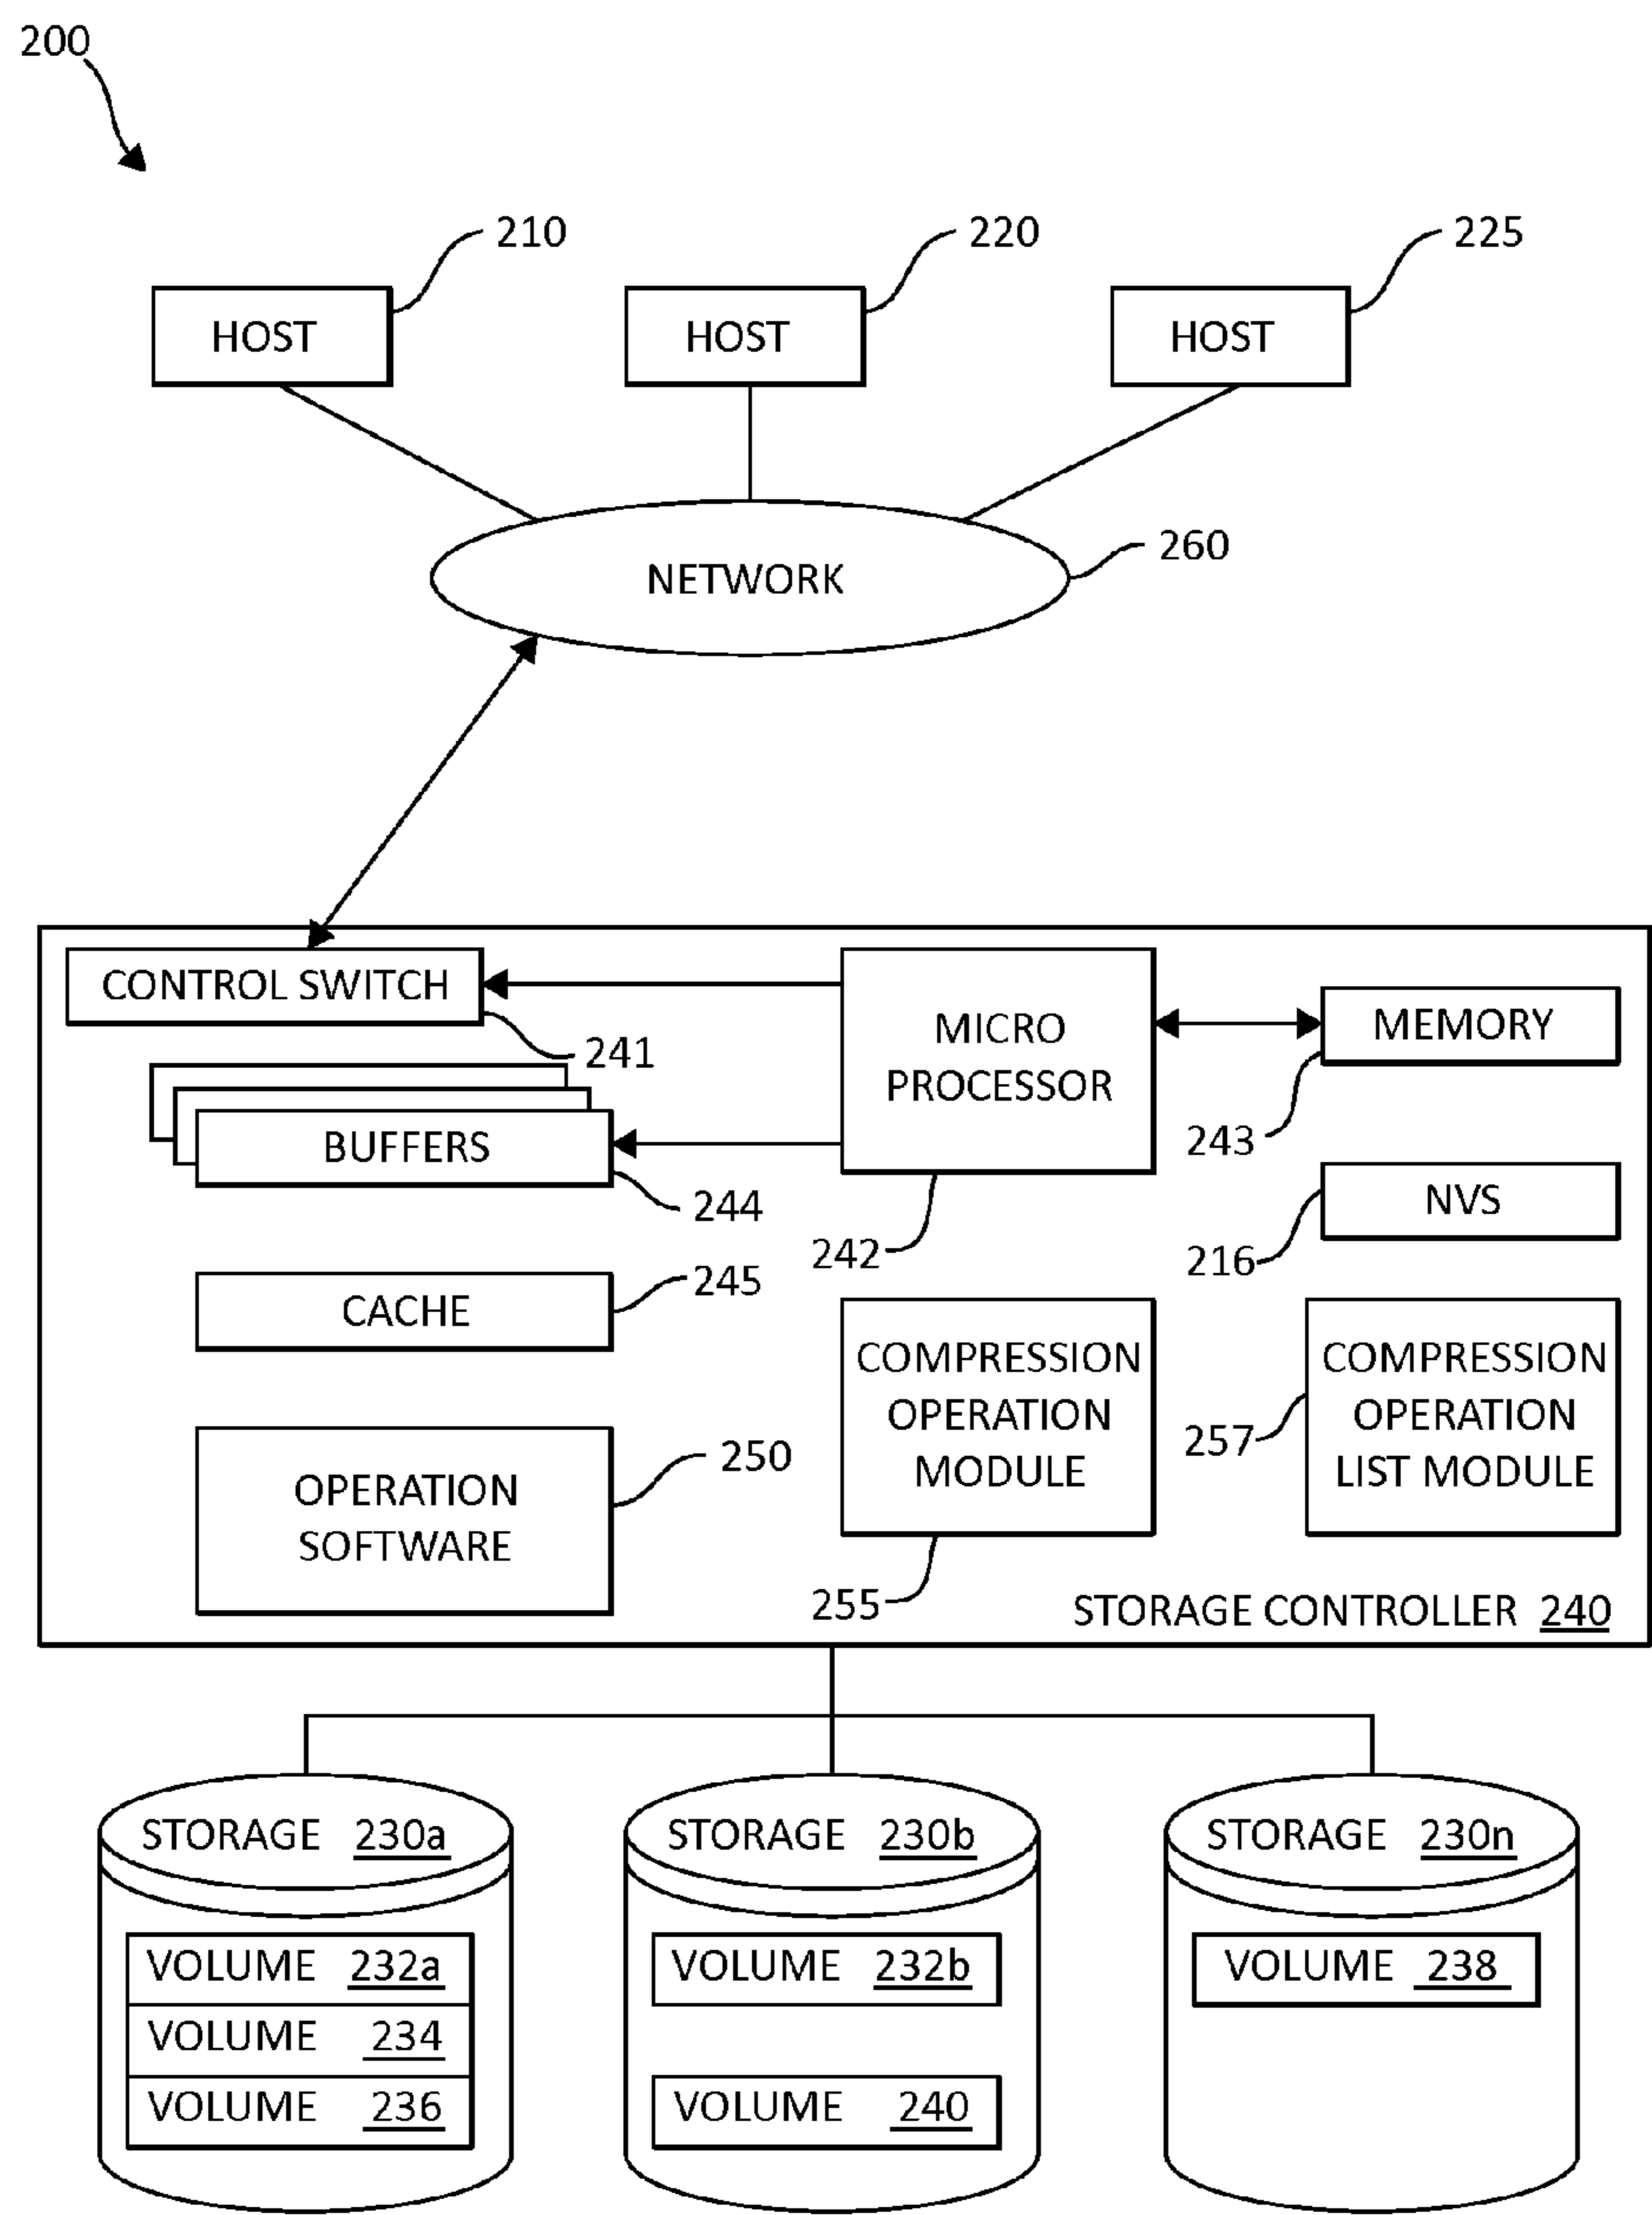 200
210
220
225
HOST
HOST
HOST
260
NETWORK
CONTROL SWITCH
241
MICRO
PROCESSOR
MEMORY
243
BUFFERS
244
242
NVS
216
245
CACHE
COMPRESSION
OPERATION
MODULE
255
COMPRESSION
OPERATION
LIST MODULE
257
250
OPERATION
SOFTWARE
STORAGE CONTROLLER 240
STORAGE 230a
VOLUME 232a
VOLUME 234
VOLUME 236
STORAGE 230b
VOLUME 232b
VOLUME 240
STORAGE 230n
VOLUME 238